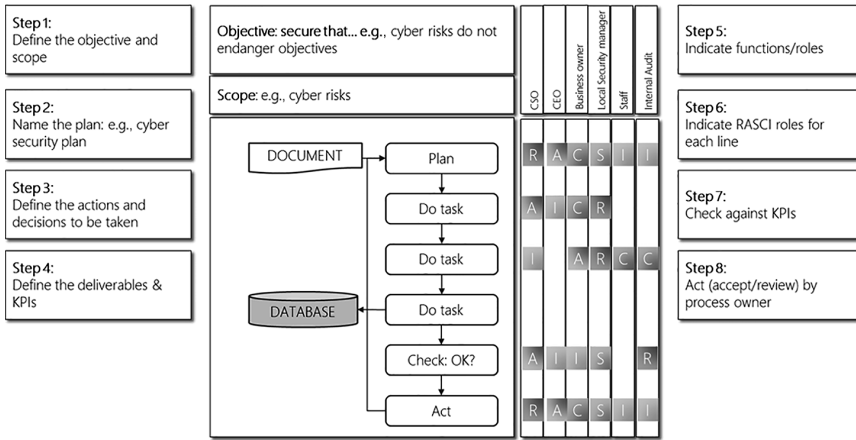 Step 1:
Define the objective and
scope
Step 2:
Name the plan: e.g., cyber
security plan
Step 3:
Define the actions and
decisions to be taken
Step 4:
Define the deliverables &
KPIs
Objective: secure that... e.g., cyber risks do not
endanger objectives
Scope: e.g., cyber risks
DOCUMENT
Plan
Do task
Do task
DATABASE
Do task
Check: OK?
Act
CSO
CEO
Business owner
Local Security manager
Staff
Internal Audit
R A C S I I
A I C R
I A R C C
A I I S R
R A C S I I
Step 5:
Indicate functions/roles
Step 6:
Indicate RASCI roles for
each line
Step 7:
Check against KPIs
Step 8:
Act (accept/review) by
process owner